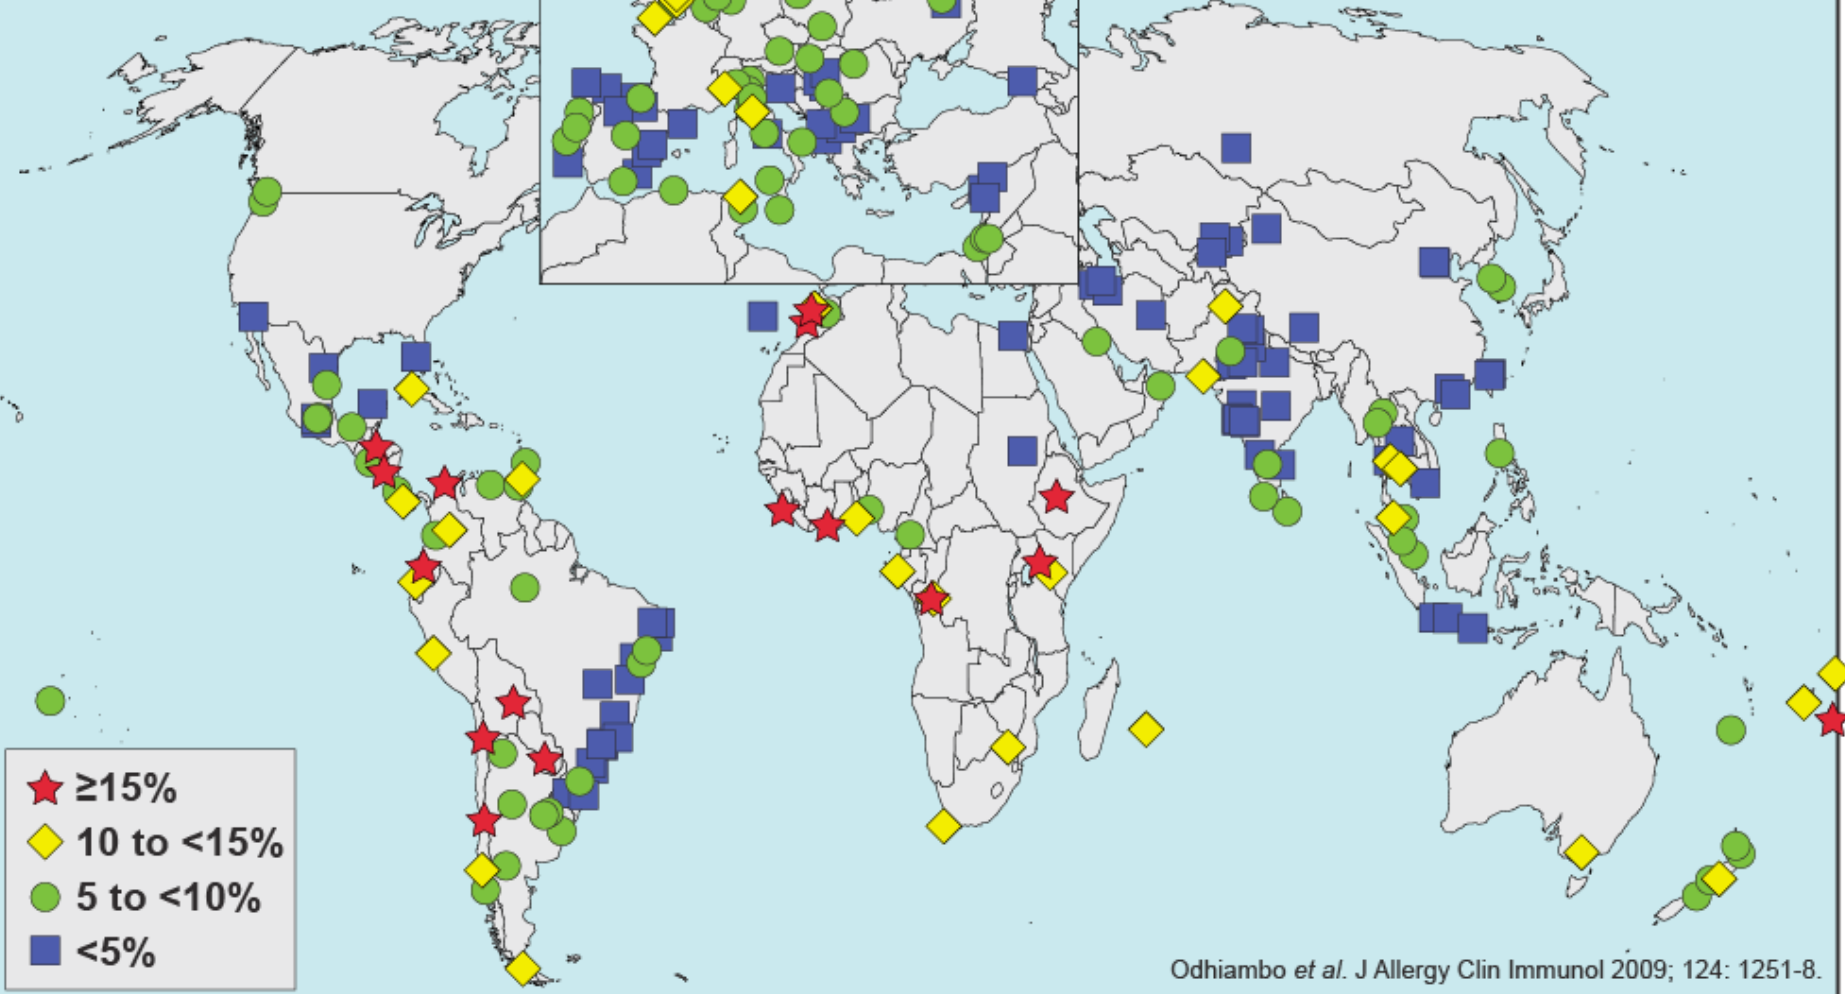 ≥15%
10 to <15%
5 to <10%
<5%
Odhiambo et al. J Allergy Clin Immunol 2009; 124: 1251-8.